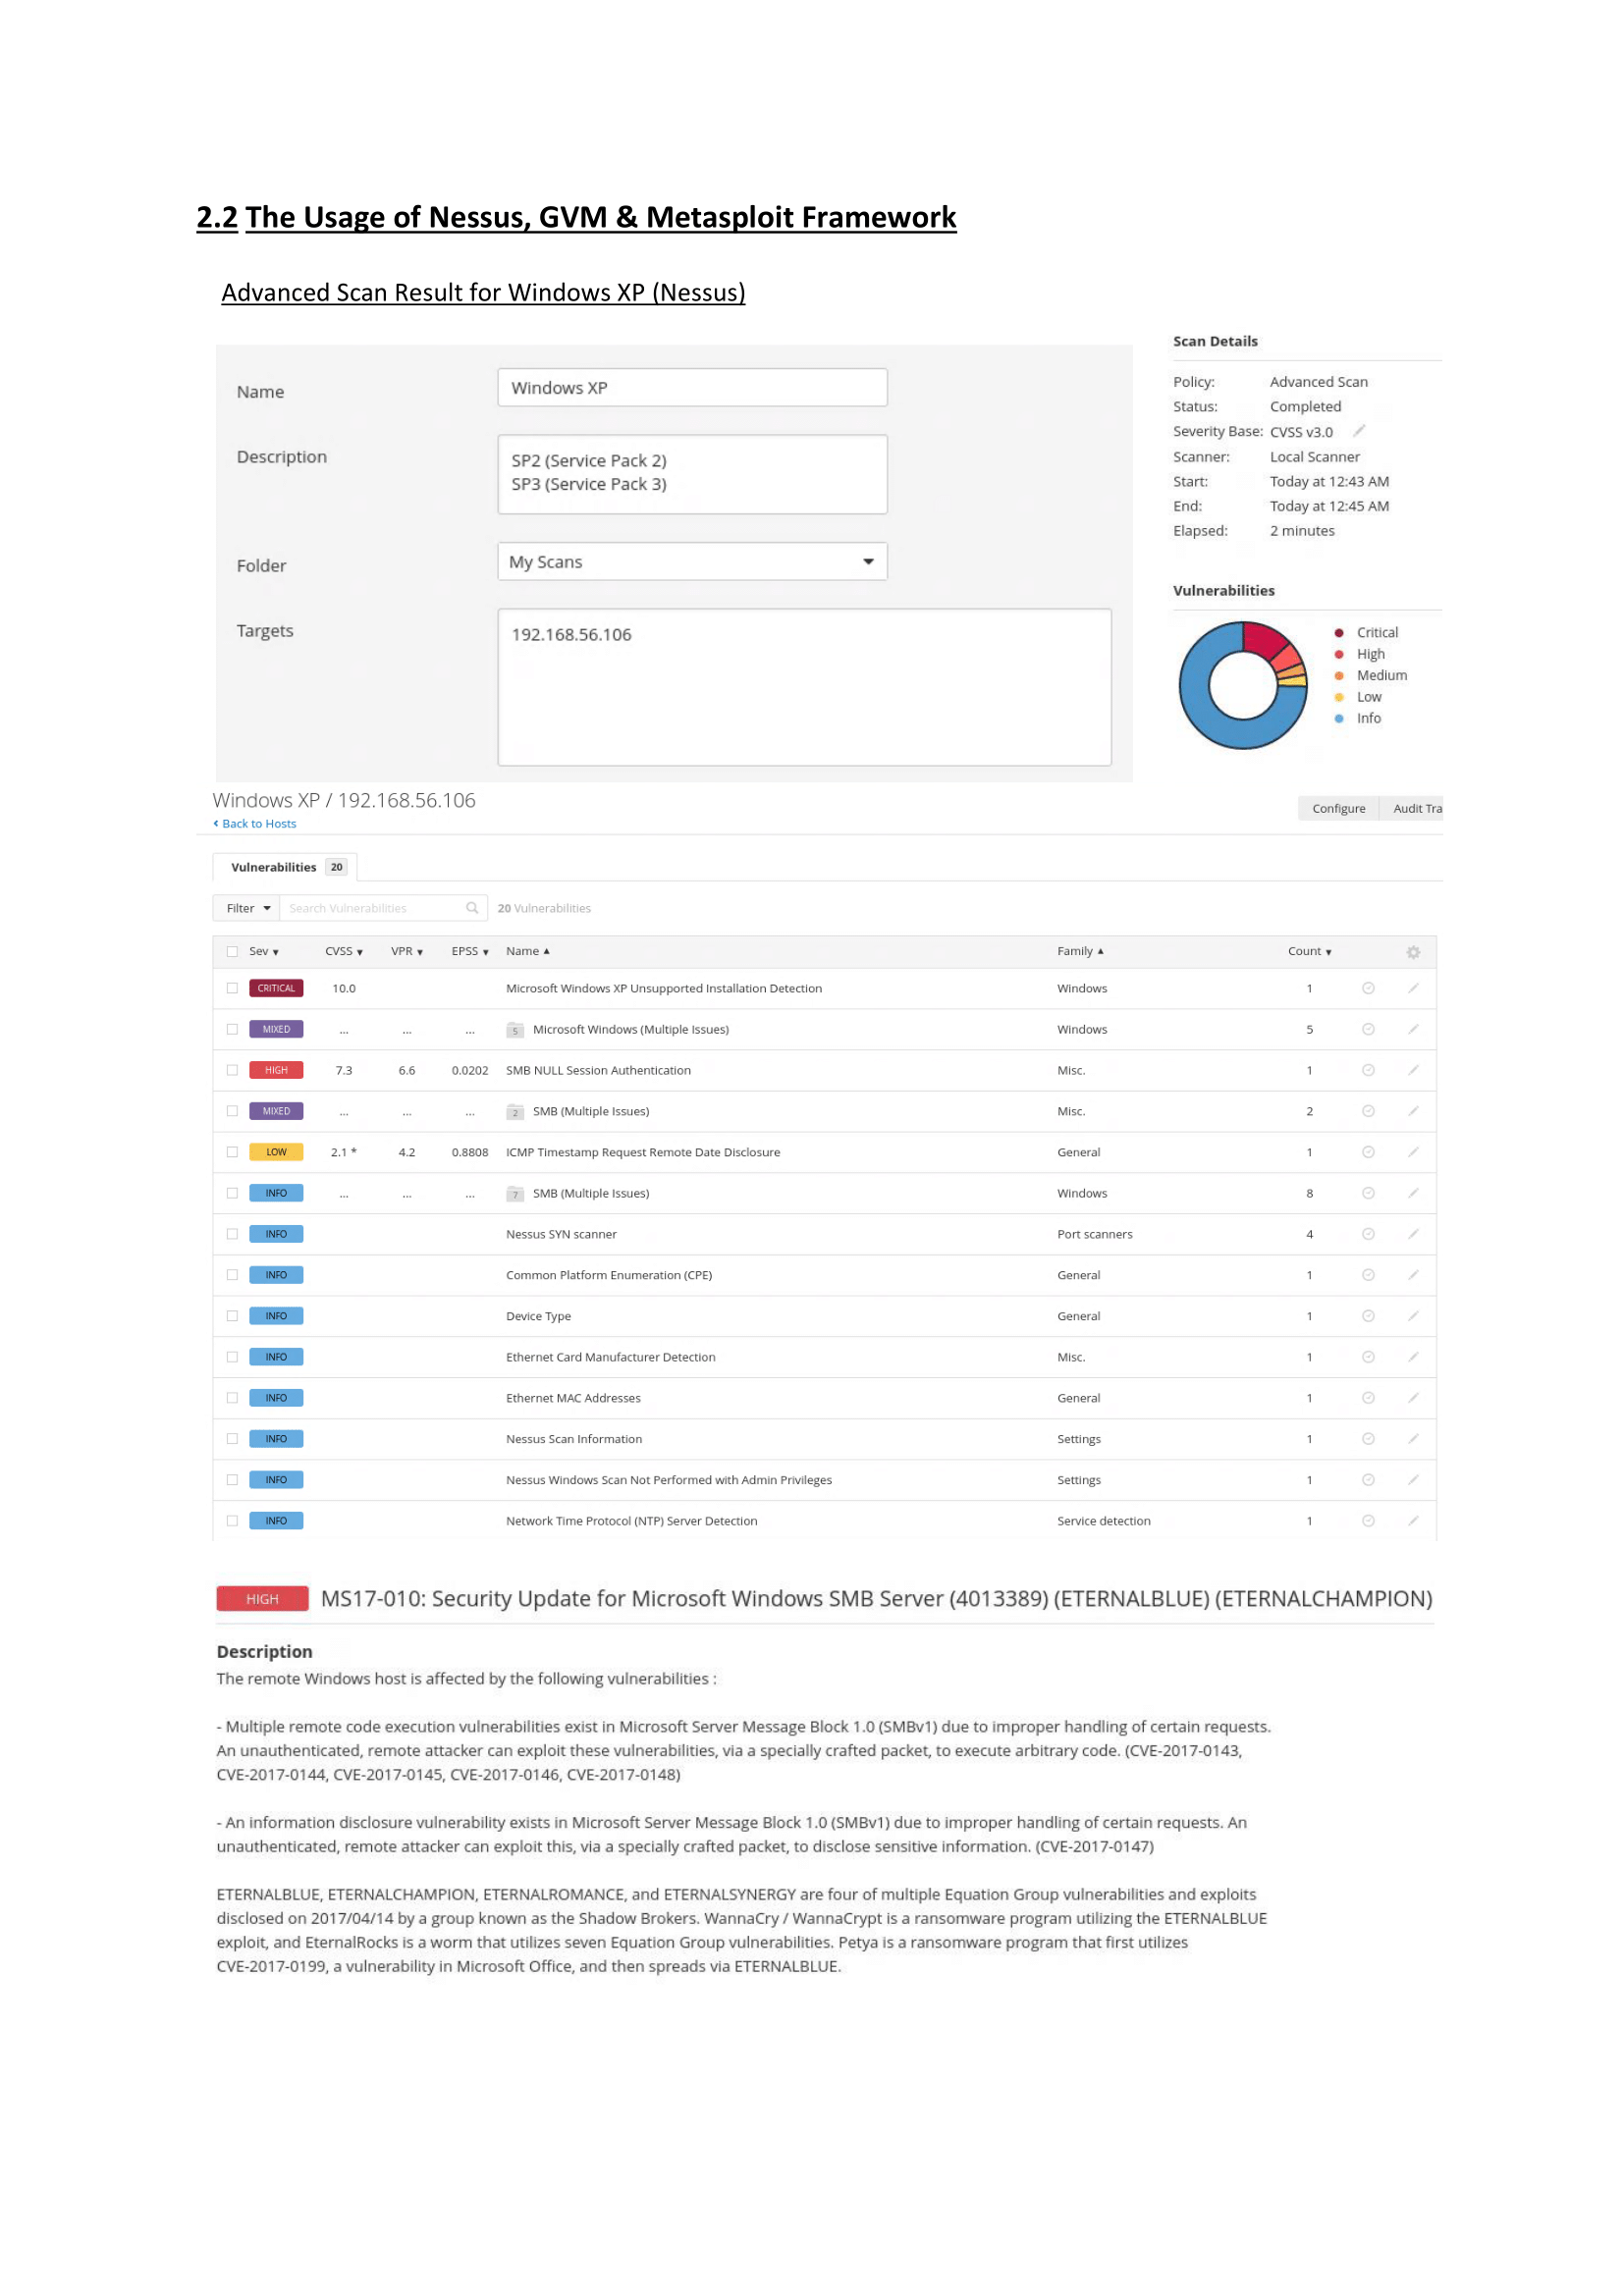 2.2 The Usage of Nessus, GVM & Metasploit Framework
Advanced Scan Result for Windows XP (Nessus)
Name
Windows XP
Description
SP2 (Service Pack 2)
SP3 (Service Pack 3)
Folder
My Scans
Targets
192.168.56.106
Scan Details
Policy: Advanced Scan
Status: Completed
Severity Base: CVSS v3.0
Scanner: Local Scanner
Start: Today at 12:43 AM
End: Today at 12:45 AM
Elapsed: 2 minutes
Vulnerabilities
Critical
High
Medium
Low
Info
Windows XP / 192.168.56.106
Back to Hosts
Configure Audit Tra
Vulnerabilities 20
Filter Search Vulnerabilities 20 Vulnerabilities
Sev CVSS VPR EPSS Name Family Count
CRITICAL 10.0 Microsoft Windows XP Unsupported Installation Detection Windows 1
MIXED ... ... ... 5 Microsoft Windows (Multiple Issues) Windows 5
HIGH 7.3 6.6 0.0202 SMB NULL Session Authentication Misc. 1
MIXED ... ... ... 2 SMB (Multiple Issues) Misc. 2
LOW 2.1 * 4.2 0.8808 ICMP Timestamp Request Remote Date Disclosure General 1
INFO ... ... ... 7 SMB (Multiple Issues) Windows 8
INFO Nessus SYN scanner Port scanners 4
INFO Common Platform Enumeration (CPE) General 1
INFO Device Type General 1
INFO Ethernet Card Manufacturer Detection Misc. 1
INFO Ethernet MAC Addresses General 1
INFO Nessus Scan Information Settings 1
INFO Nessus Windows Scan Not Performed with Admin Privileges Settings 1
INFO Network Time Protocol (NTP) Server Detection Service detection 1
HIGH MS17-010: Security Update for Microsoft Windows SMB Server (4013389) (ETERNALBLUE) (ETERNALCHAMPION)
Description
The remote Windows host is affected by the following vulnerabilities :
- Multiple remote code execution vulnerabilities exist in Microsoft Server Message Block 1.0 (SMBv1) due to improper handling of certain requests.
An unauthenticated, remote attacker can exploit these vulnerabilities, via a specially crafted packet, to execute arbitrary code. (CVE-2017-0143,
CVE-2017-0144, CVE-2017-0145, CVE-2017-0146, CVE-2017-0148)
- An information disclosure vulnerability exists in Microsoft Server Message Block 1.0 (SMBv1) due to improper handling of certain requests. An
unauthenticated, remote attacker can exploit this, via a specially crafted packet, to disclose sensitive information. (CVE-2017-0147)
ETERNALBLUE, ETERNALCHAMPION, ETERNALROMANCE, and ETERNALSYNERGY are four of multiple Equation Group vulnerabilities and exploits
disclosed on 2017/04/14 by a group known as the Shadow Brokers. WannaCry / WannaCrypt is a ransomware program utilizing the ETERNALBLUE
exploit, and EternalRocks is a worm that utilizes seven Equation Group vulnerabilities. Petya is a ransomware program that first utilizes
CVE-2017-0199, a vulnerability in Microsoft Office, and then spreads via ETERNALBLUE.